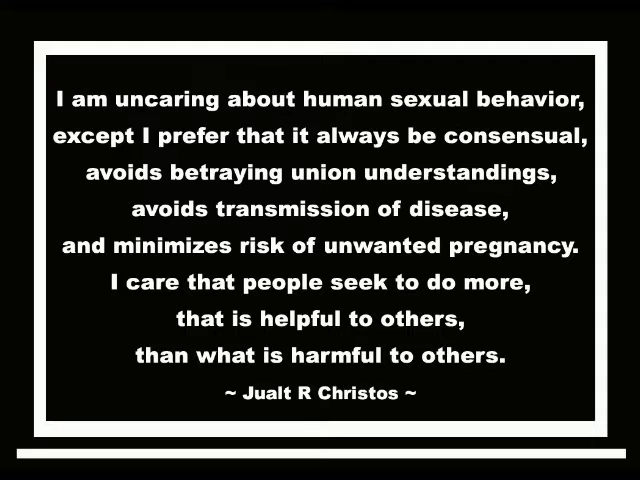 I am uncaring about human sexual behavior,
except I prefer that it always be consensual,
avoids betraying union understandings,
avoids transmission of disease,
and minimizes risk of unwanted pregnancy.
I care that people seek to do more,
that is helpful to others,
than what is harmful to others.
~ Jualt R Christos ~